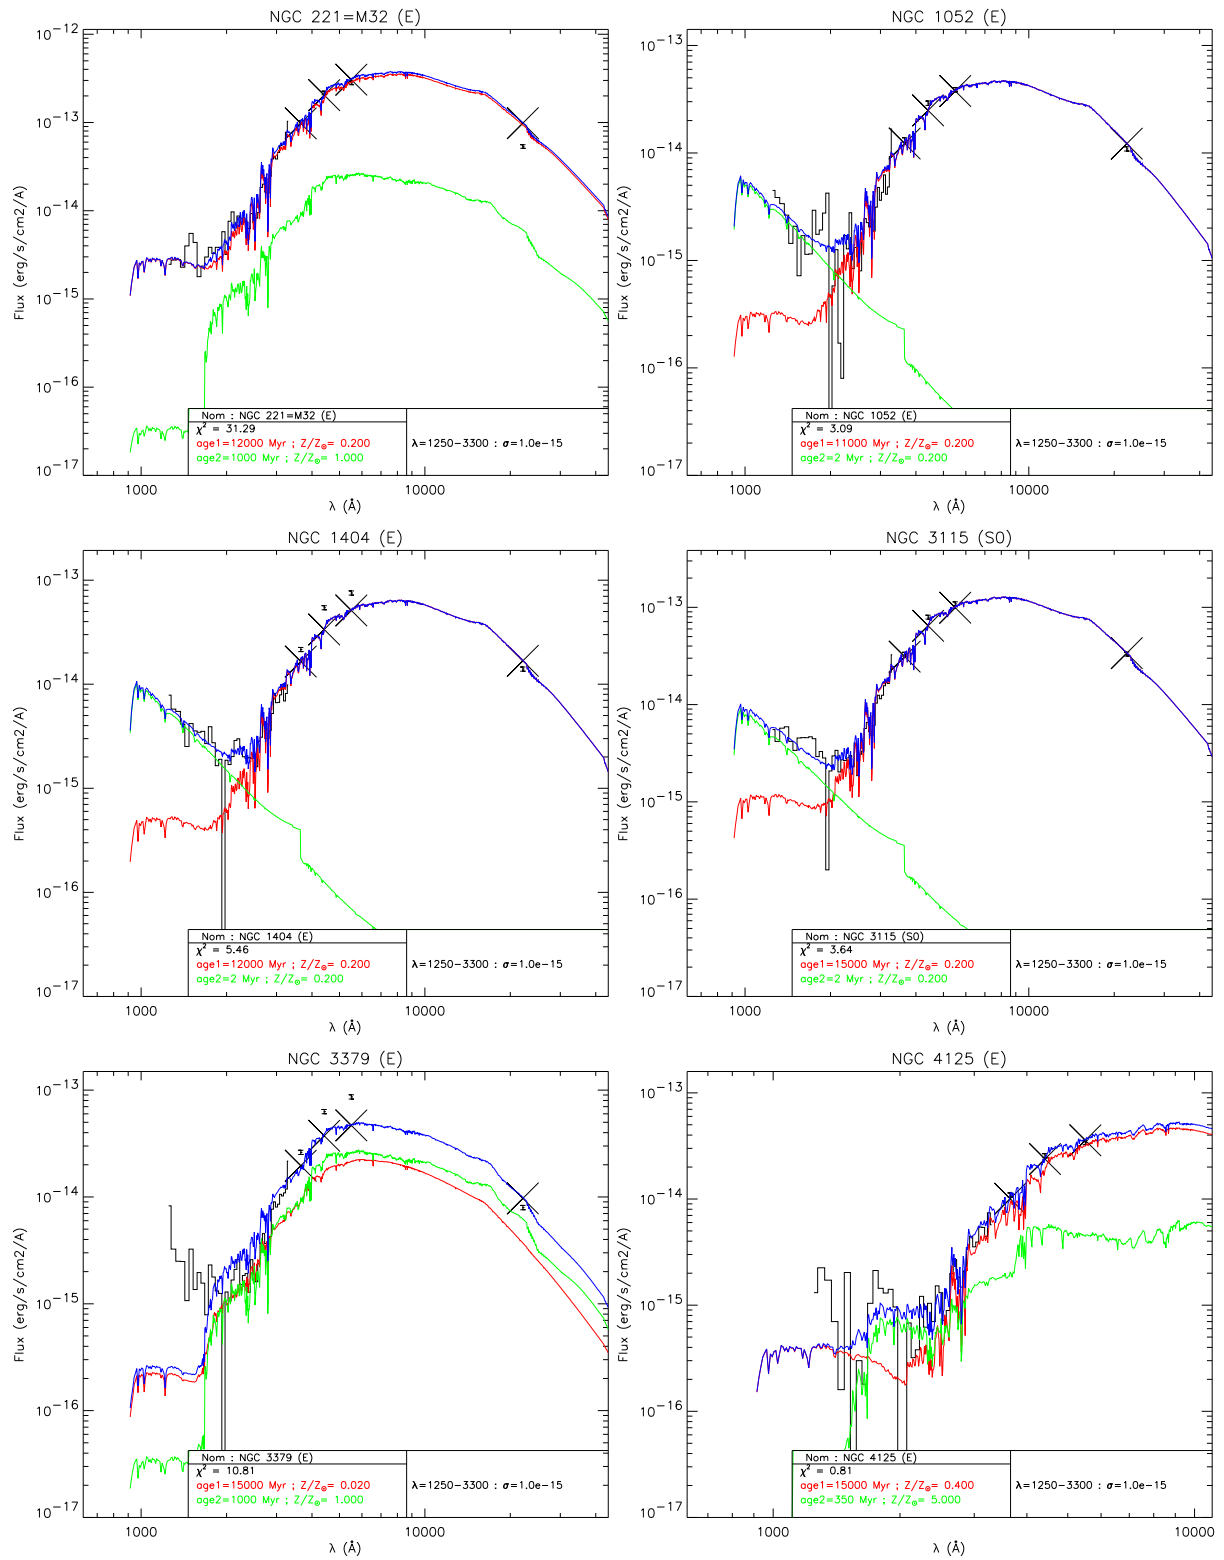 NGC 221=M32 (E)
Flux (erg/s/cm2/A)
10⁻¹²
10⁻¹³
10⁻¹⁴
10⁻¹⁵
10⁻¹⁶
10⁻¹⁷
Nom : NGC 221=M32 (E)
χ² = 31.29
age1=12000 Myr ; Z/Z☉= 0.200
age2=1000 Myr ; Z/Z☉= 1.000
λ=1250−3300 : σ=1.0e−15
1000 10000
λ (Å)
NGC 1052 (E)
Flux (erg/s/cm2/A)
10⁻¹³
10⁻¹⁴
10⁻¹⁵
10⁻¹⁶
10⁻¹⁷
Nom : NGC 1052 (E)
χ² = 3.09
age1=11000 Myr ; Z/Z☉= 0.200
age2=2 Myr ; Z/Z☉= 0.200
λ=1250−3300 : σ=1.0e−15
1000 10000
λ (Å)
NGC 1404 (E)
Flux (erg/s/cm2/A)
10⁻¹³
10⁻¹⁴
10⁻¹⁵
10⁻¹⁶
10⁻¹⁷
Nom : NGC 1404 (E)
χ² = 5.46
age1=12000 Myr ; Z/Z☉= 0.200
age2=2 Myr ; Z/Z☉= 0.200
λ=1250−3300 : σ=1.0e−15
1000 10000
λ (Å)
NGC 3115 (S0)
Flux (erg/s/cm2/A)
10⁻¹³
10⁻¹⁴
10⁻¹⁵
10⁻¹⁶
10⁻¹⁷
Nom : NGC 3115 (S0)
χ² = 3.64
age1=15000 Myr ; Z/Z☉= 0.200
age2=2 Myr ; Z/Z☉= 0.200
λ=1250−3300 : σ=1.0e−15
1000 10000
λ (Å)
NGC 3379 (E)
Flux (erg/s/cm2/A)
10⁻¹³
10⁻¹⁴
10⁻¹⁵
10⁻¹⁶
10⁻¹⁷
Nom : NGC 3379 (E)
χ² = 10.81
age1=15000 Myr ; Z/Z☉= 0.020
age2=1000 Myr ; Z/Z☉= 1.000
λ=1250−3300 : σ=1.0e−15
1000 10000
λ (Å)
NGC 4125 (E)
Flux (erg/s/cm2/A)
10⁻¹³
10⁻¹⁴
10⁻¹⁵
10⁻¹⁶
10⁻¹⁷
Nom : NGC 4125 (E)
χ² = 0.81
age1=15000 Myr ; Z/Z☉= 0.400
age2=350 Myr ; Z/Z☉= 5.000
λ=1250−3300 : σ=1.0e−15
1000 10000
λ (Å)